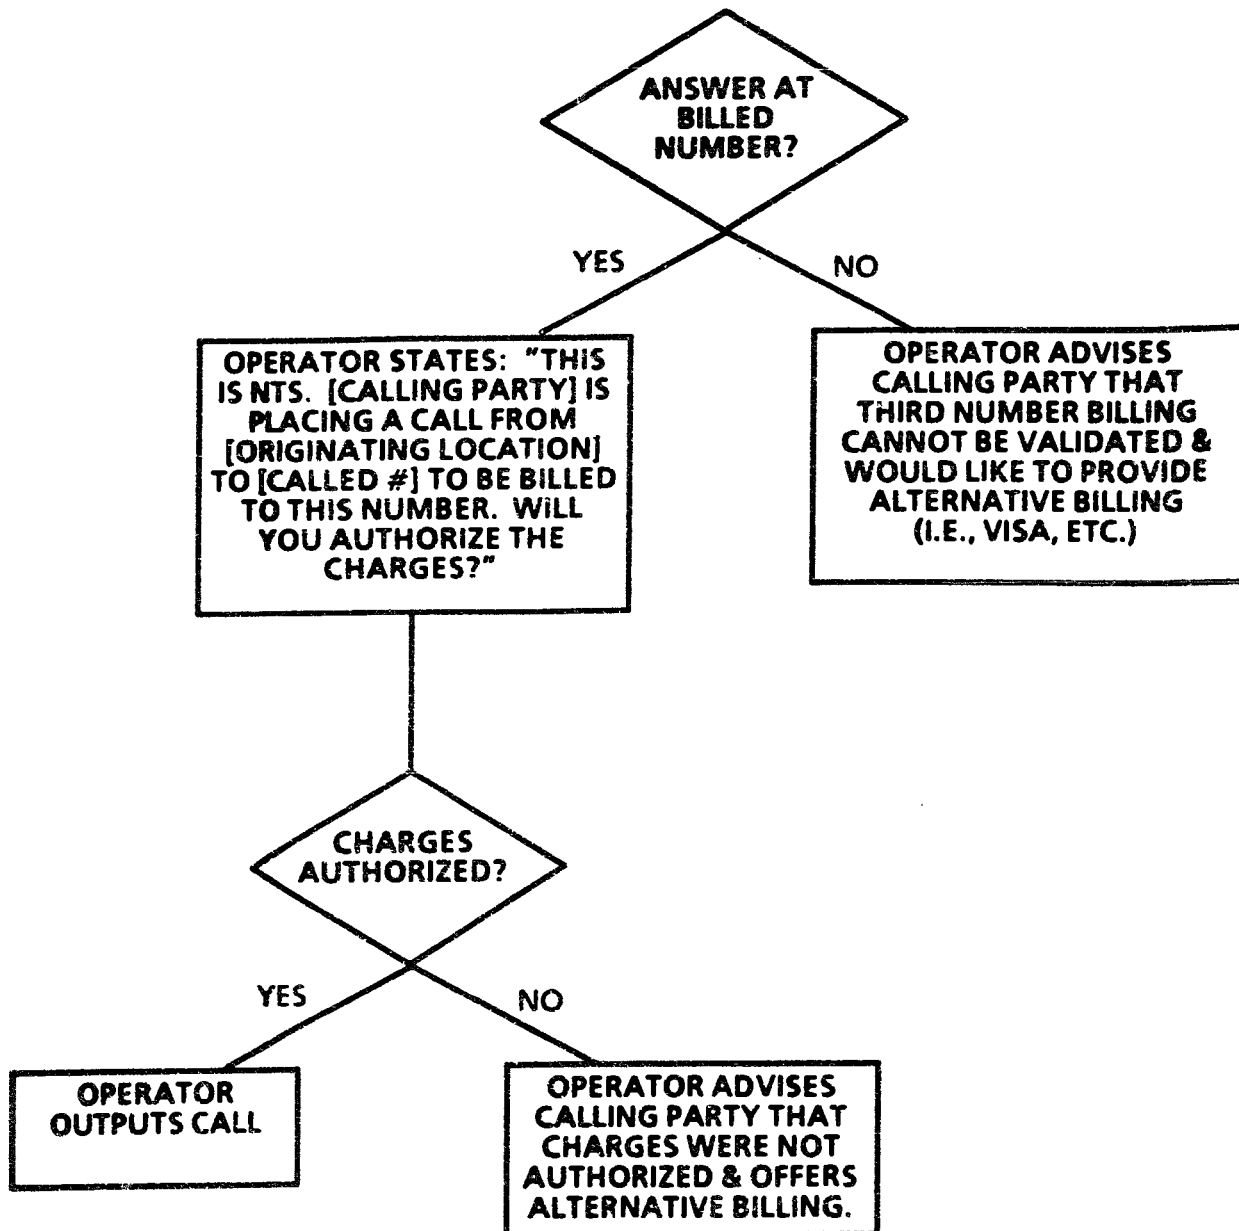 ANSWER AT
BILLED
NUMBER?
YES
NO
OPERATOR STATES: "THIS
IS NTS. [CALLING PARTY] IS
PLACING A CALL FROM
[ORIGINATING LOCATION]
TO [CALLED #] TO BE BILLED
TO THIS NUMBER. WILL
YOU AUTHORIZE THE
CHARGES?"
OPERATOR ADVISES
CALLING PARTY THAT
THIRD NUMBER BILLING
CANNOT BE VALIDATED &
WOULD LIKE TO PROVIDE
ALTERNATIVE BILLING
(I.E., VISA, ETC.)
CHARGES
AUTHORIZED?
YES
NO
OPERATOR
OUTPUTS CALL
OPERATOR ADVISES
CALLING PARTY THAT
CHARGES WERE NOT
AUTHORIZED & OFFERS
ALTERNATIVE BILLING.